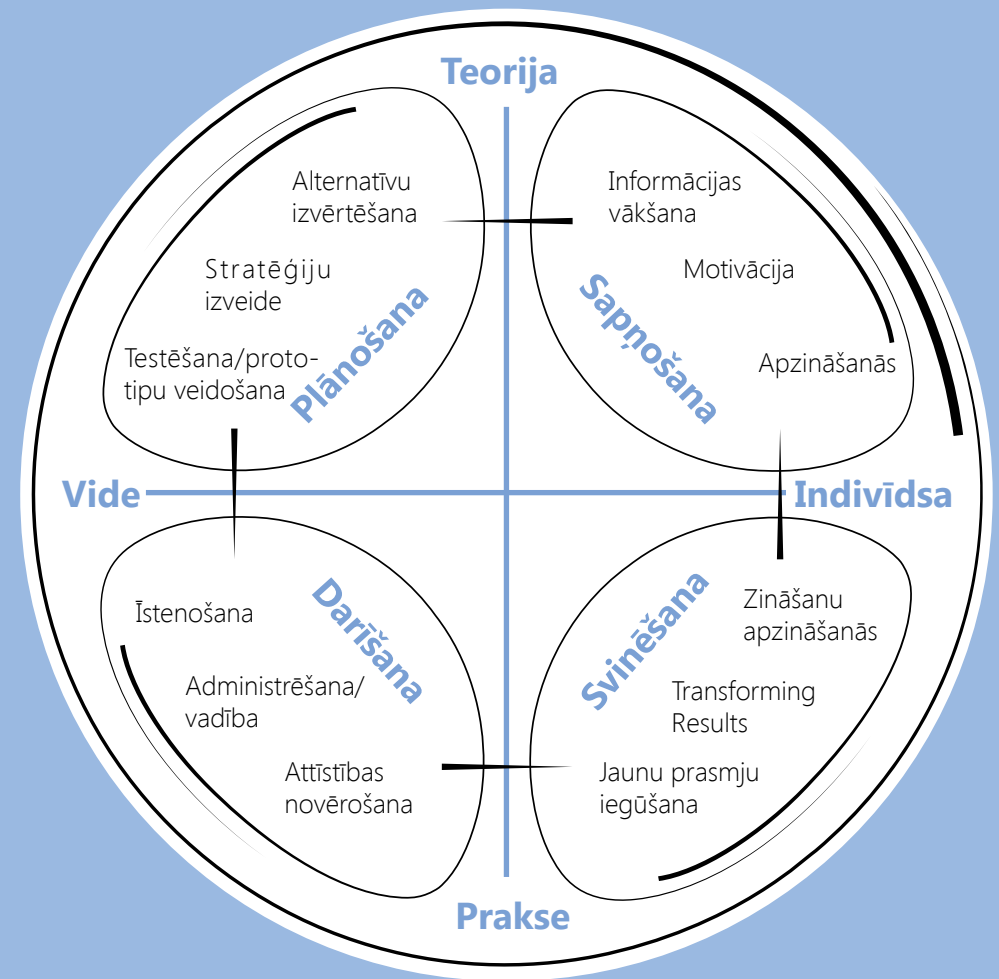 Teorija
Alternatīvu
izvērtēšana
Stratēģiju
izveide
Testēšana/proto-
tipu veidošana
Plānošana
Informācijas
vākšana
Motivācija
Apzināšanās
Sapņošana
Vide
Indivīdsa
Īstenošana
Administrēšana/
vadība
Attīstības
novērošana
Darīšana
Svinēšana
Zināšanu
apzināšanās
Transforming
Results
Jaunu prasmju
iegūšana
Prakse